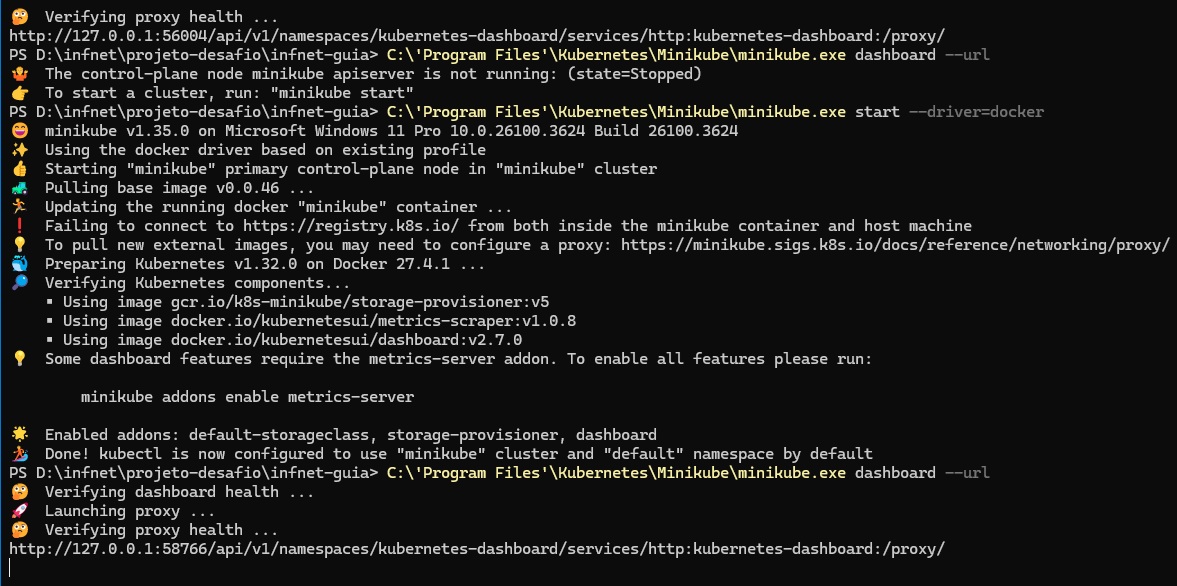 🤔  Verifying proxy health ...
http://127.0.0.1:56004/api/v1/namespaces/kubernetes-dashboard/services/http:kubernetes-dashboard:/proxy/
PS D:\infnet\projeto-desafio\infnet-guia> C:\'Program Files'\Kubernetes\Minikube\minikube.exe dashboard --url
🤷  The control-plane node minikube apiserver is not running: (state=Stopped)
👉  To start a cluster, run: "minikube start"
PS D:\infnet\projeto-desafio\infnet-guia> C:\'Program Files'\Kubernetes\Minikube\minikube.exe start --driver=docker
😄  minikube v1.35.0 on Microsoft Windows 11 Pro 10.0.26100.3624 Build 26100.3624
✨  Using the docker driver based on existing profile
👍  Starting "minikube" primary control-plane node in "minikube" cluster
🚜  Pulling base image v0.0.46 ...
🏃  Updating the running docker "minikube" container ...
❗  Failing to connect to https://registry.k8s.io/ from both inside the minikube container and host machine
💡  To pull new external images, you may need to configure a proxy: https://minikube.sigs.k8s.io/docs/reference/networking/proxy/
🐳  Preparing Kubernetes v1.32.0 on Docker 27.4.1 ...
🔎  Verifying Kubernetes components...
    ▪ Using image gcr.io/k8s-minikube/storage-provisioner:v5
    ▪ Using image docker.io/kubernetesui/metrics-scraper:v1.0.8
    ▪ Using image docker.io/kubernetesui/dashboard:v2.7.0
💡  Some dashboard features require the metrics-server addon. To enable all features please run:
        minikube addons enable metrics-server
🌟  Enabled addons: default-storageclass, storage-provisioner, dashboard
🏄  Done! kubectl is now configured to use "minikube" cluster and "default" namespace by default
PS D:\infnet\projeto-desafio\infnet-guia> C:\'Program Files'\Kubernetes\Minikube\minikube.exe dashboard --url
🤔  Verifying dashboard health ...
🚀  Launching proxy ...
🤔  Verifying proxy health ...
http://127.0.0.1:58766/api/v1/namespaces/kubernetes-dashboard/services/http:kubernetes-dashboard:/proxy/